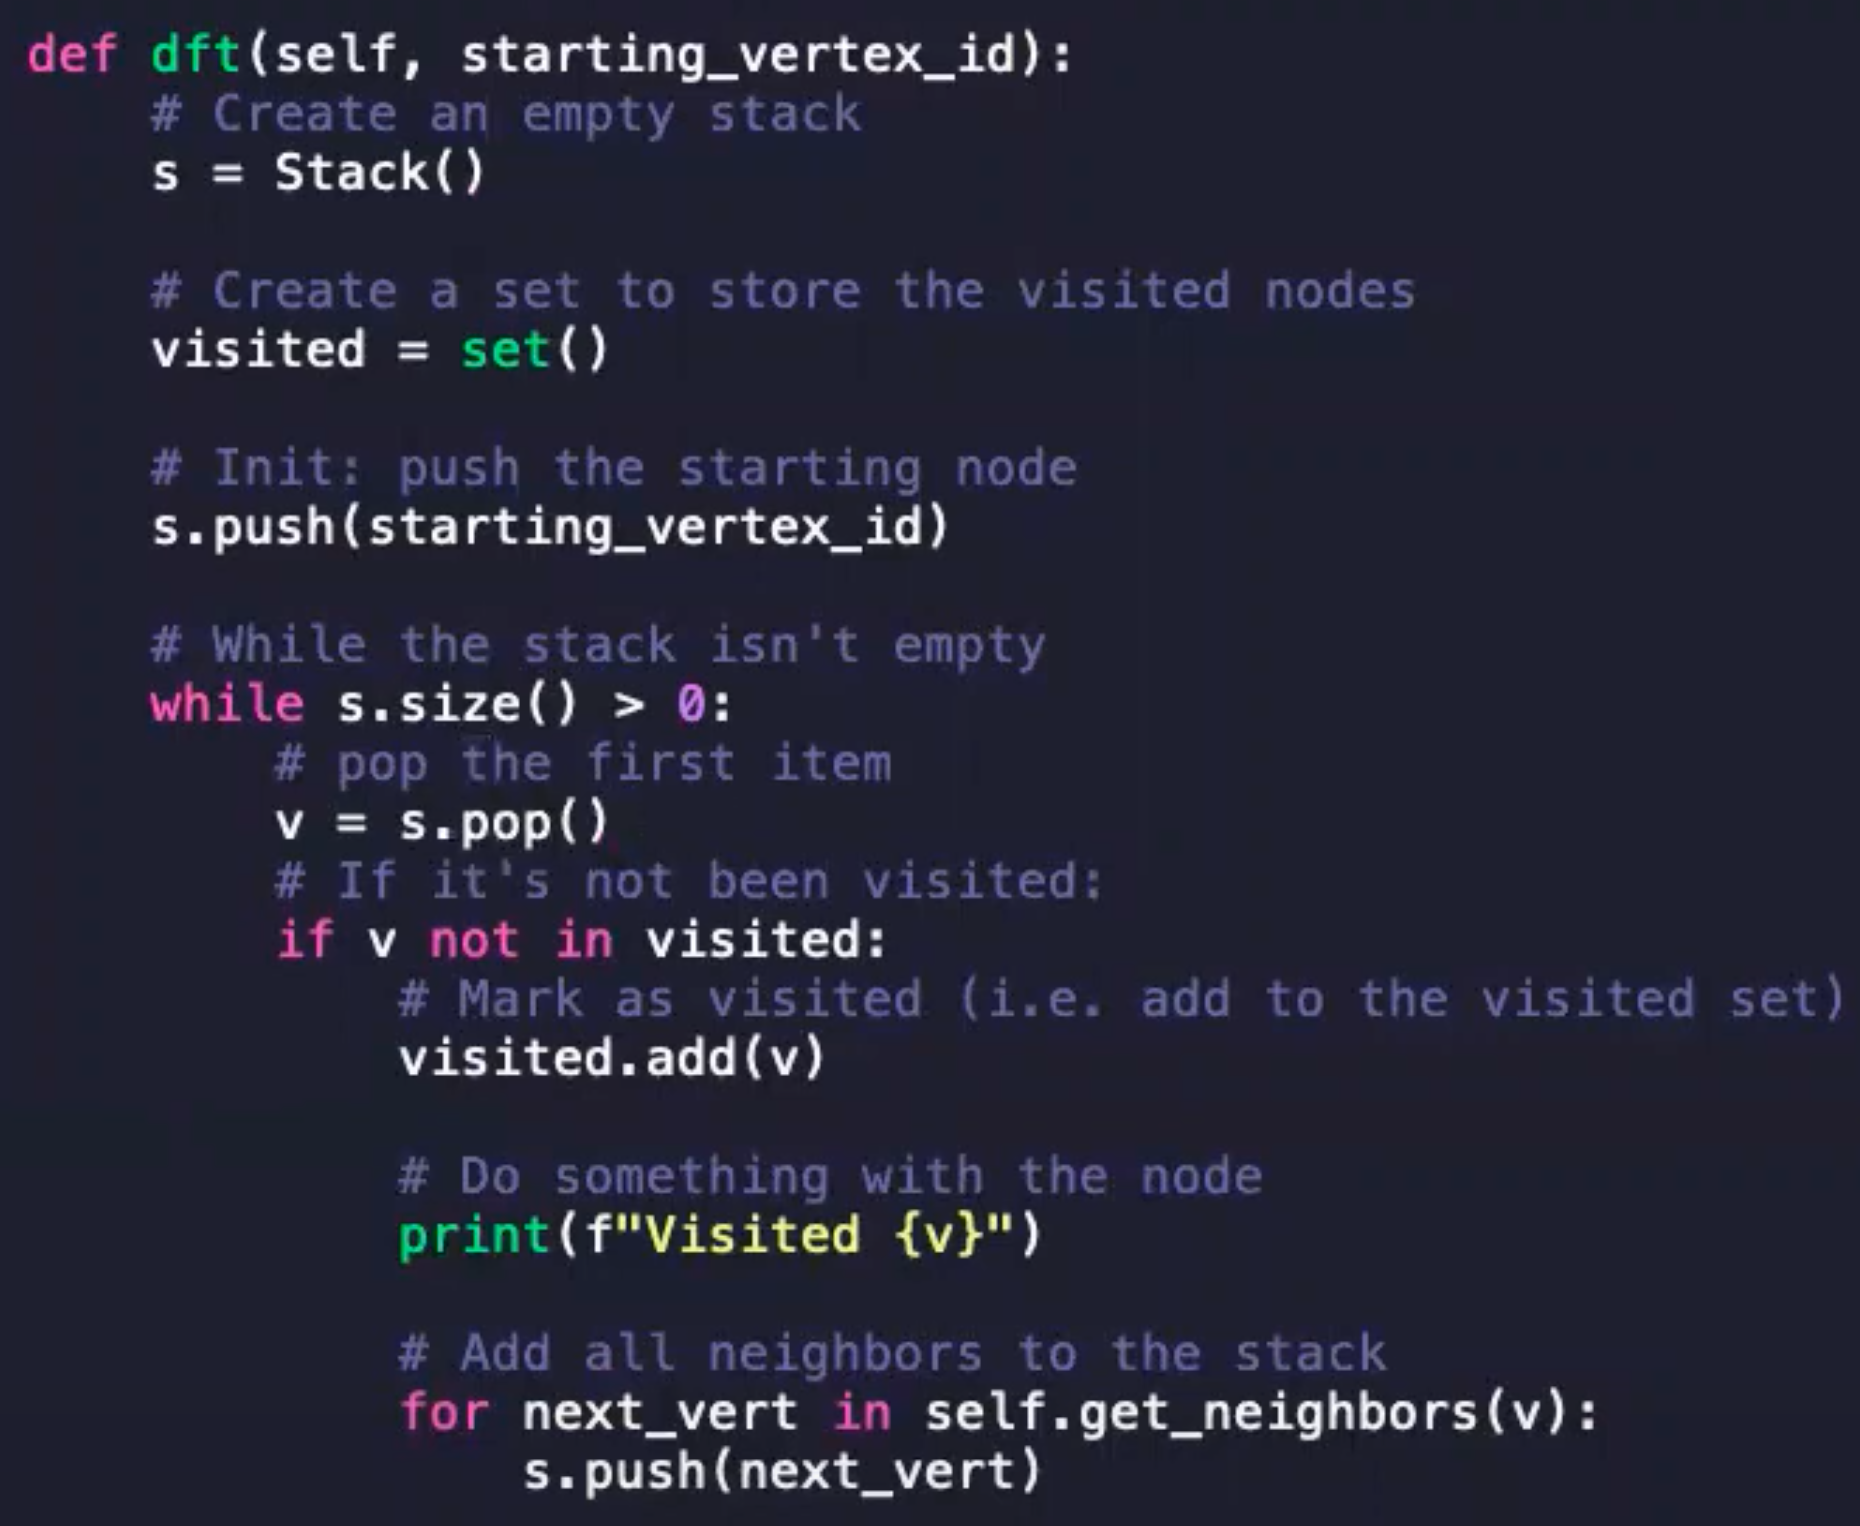 def dft(self, starting_vertex_id):
    # Create an empty stack
    s = Stack()

    # Create a set to store the visited nodes
    visited = set()

    # Init: push the starting node
    s.push(starting_vertex_id)

    # While the stack isn't empty
    while s.size() > 0:
        # pop the first item
        v = s.pop()
        # If it's not been visited:
        if v not in visited:
            # Mark as visited (i.e. add to the visited set)
            visited.add(v)

            # Do something with the node
            print(f"Visited {v}")

            # Add all neighbors to the stack
            for next_vert in self.get_neighbors(v):
                s.push(next_vert)